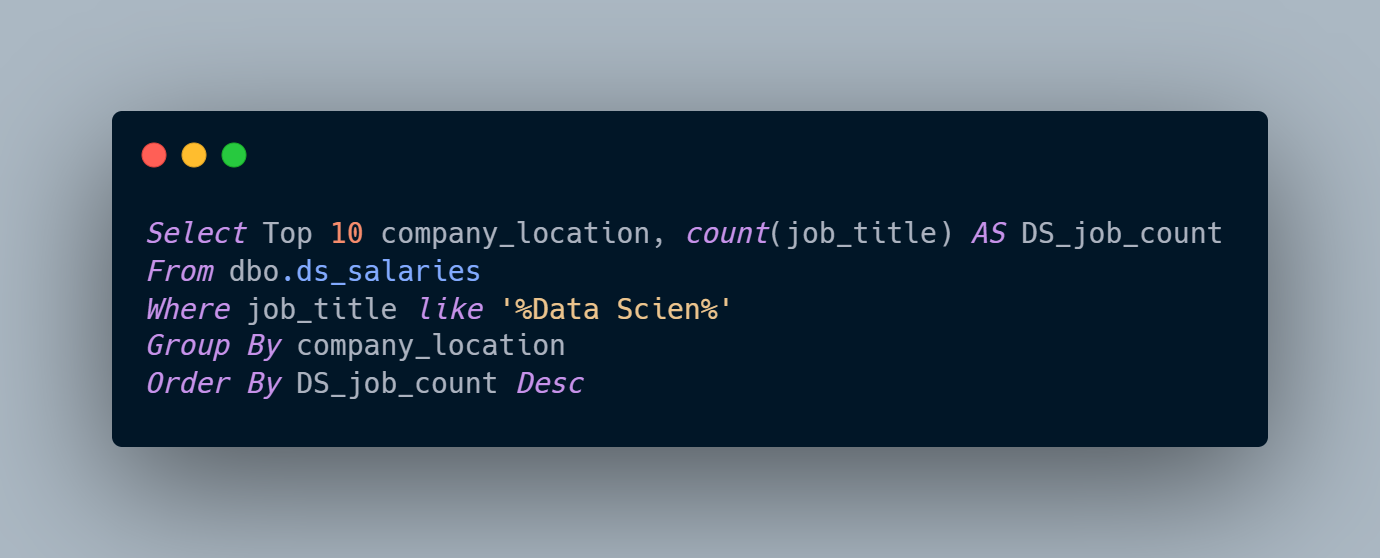 Select Top 10 company_location, count(job_title) AS DS_job_count
From dbo.ds_salaries
Where job_title like '%Data Scien%'
Group By company_location
Order By DS_job_count Desc